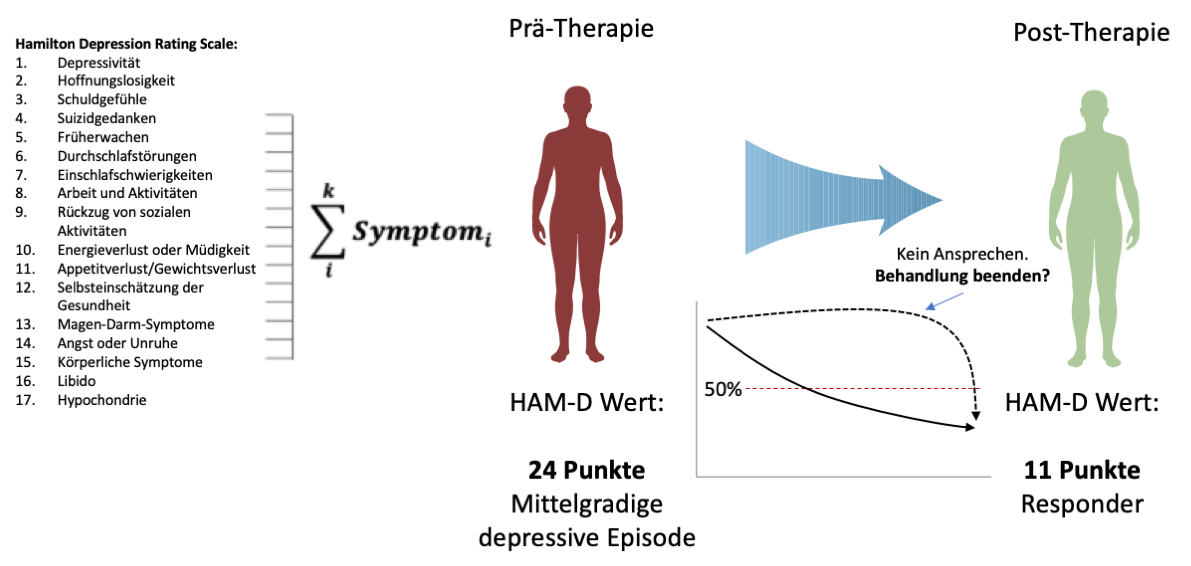 Hamilton Depression Rating Scale:
1. Depressivität
2. Hoffnungslosigkeit
3. Schuldgefühle
4. Suizidgedanken
5. Früherwachen
6. Durchschlafstörungen
7. Einschlafschwierigkeiten
8. Arbeit und Aktivitäten
9. Rückzug von sozialen
Aktivitäten
10. Energieverlust oder Müdigkeit
11. Appetitverlust/Gewichtsverlust
12. Selbsteinschätzung der
Gesundheit
13. Magen-Darm-Symptome
14. Angst oder Unruhe
15. Körperliche Symptome
16. Libido
17. Hypochondrie
k
∑ Symptomᵢ
i
Prä-Therapie
HAM-D Wert:
24 Punkte
Mittelgradige
depressive Episode
Kein Ansprechen.
Behandlung beenden?
50%
Post-Therapie
HAM-D Wert:
11 Punkte
Responder